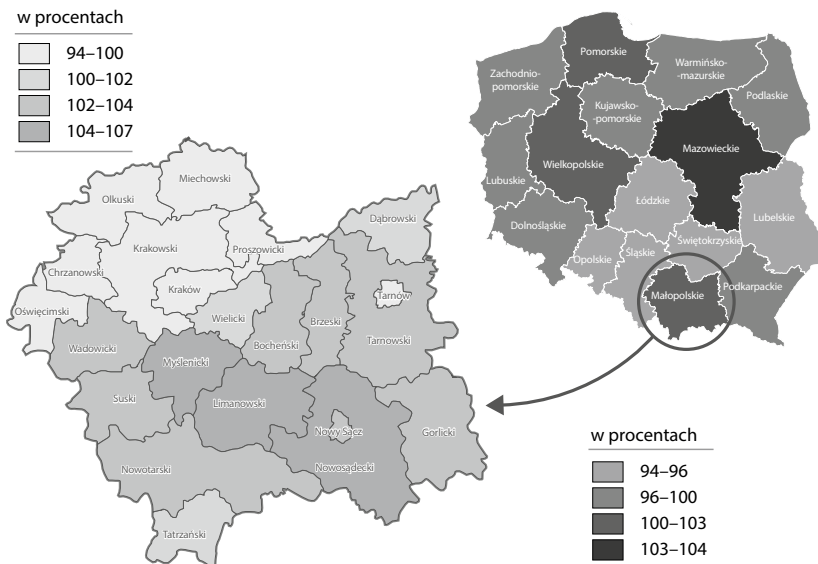 w procentach
94–100
100–102
102–104
104–107
Miechowski
Olkuski
Dąbrowski
Krakowski
Proszowicki
Chrzanowski
Kraków
Tarnów
Oświęcimski
Wielicki
Brzeski
Wadowicki
Bocheński
Tarnowski
Myślenicki
Suski
Limanowski
Nowy Sącz
Gorlicki
Nowotarski
Nowosądecki
Tatrzański
Pomorskie
Zachodnio-
pomorskie
Warmińsko-
mazurskie
Podlaskie
Kujawsko-
-pomorskie
Mazowieckie
Wielkopolskie
Lubuskie
Łódzkie
Lubelskie
Dolnośląskie
Świętokrzyskie
Opolskie
Śląskie
Małopolskie
Podkarpackie
w procentach
94–96
96–100
100–103
103–104